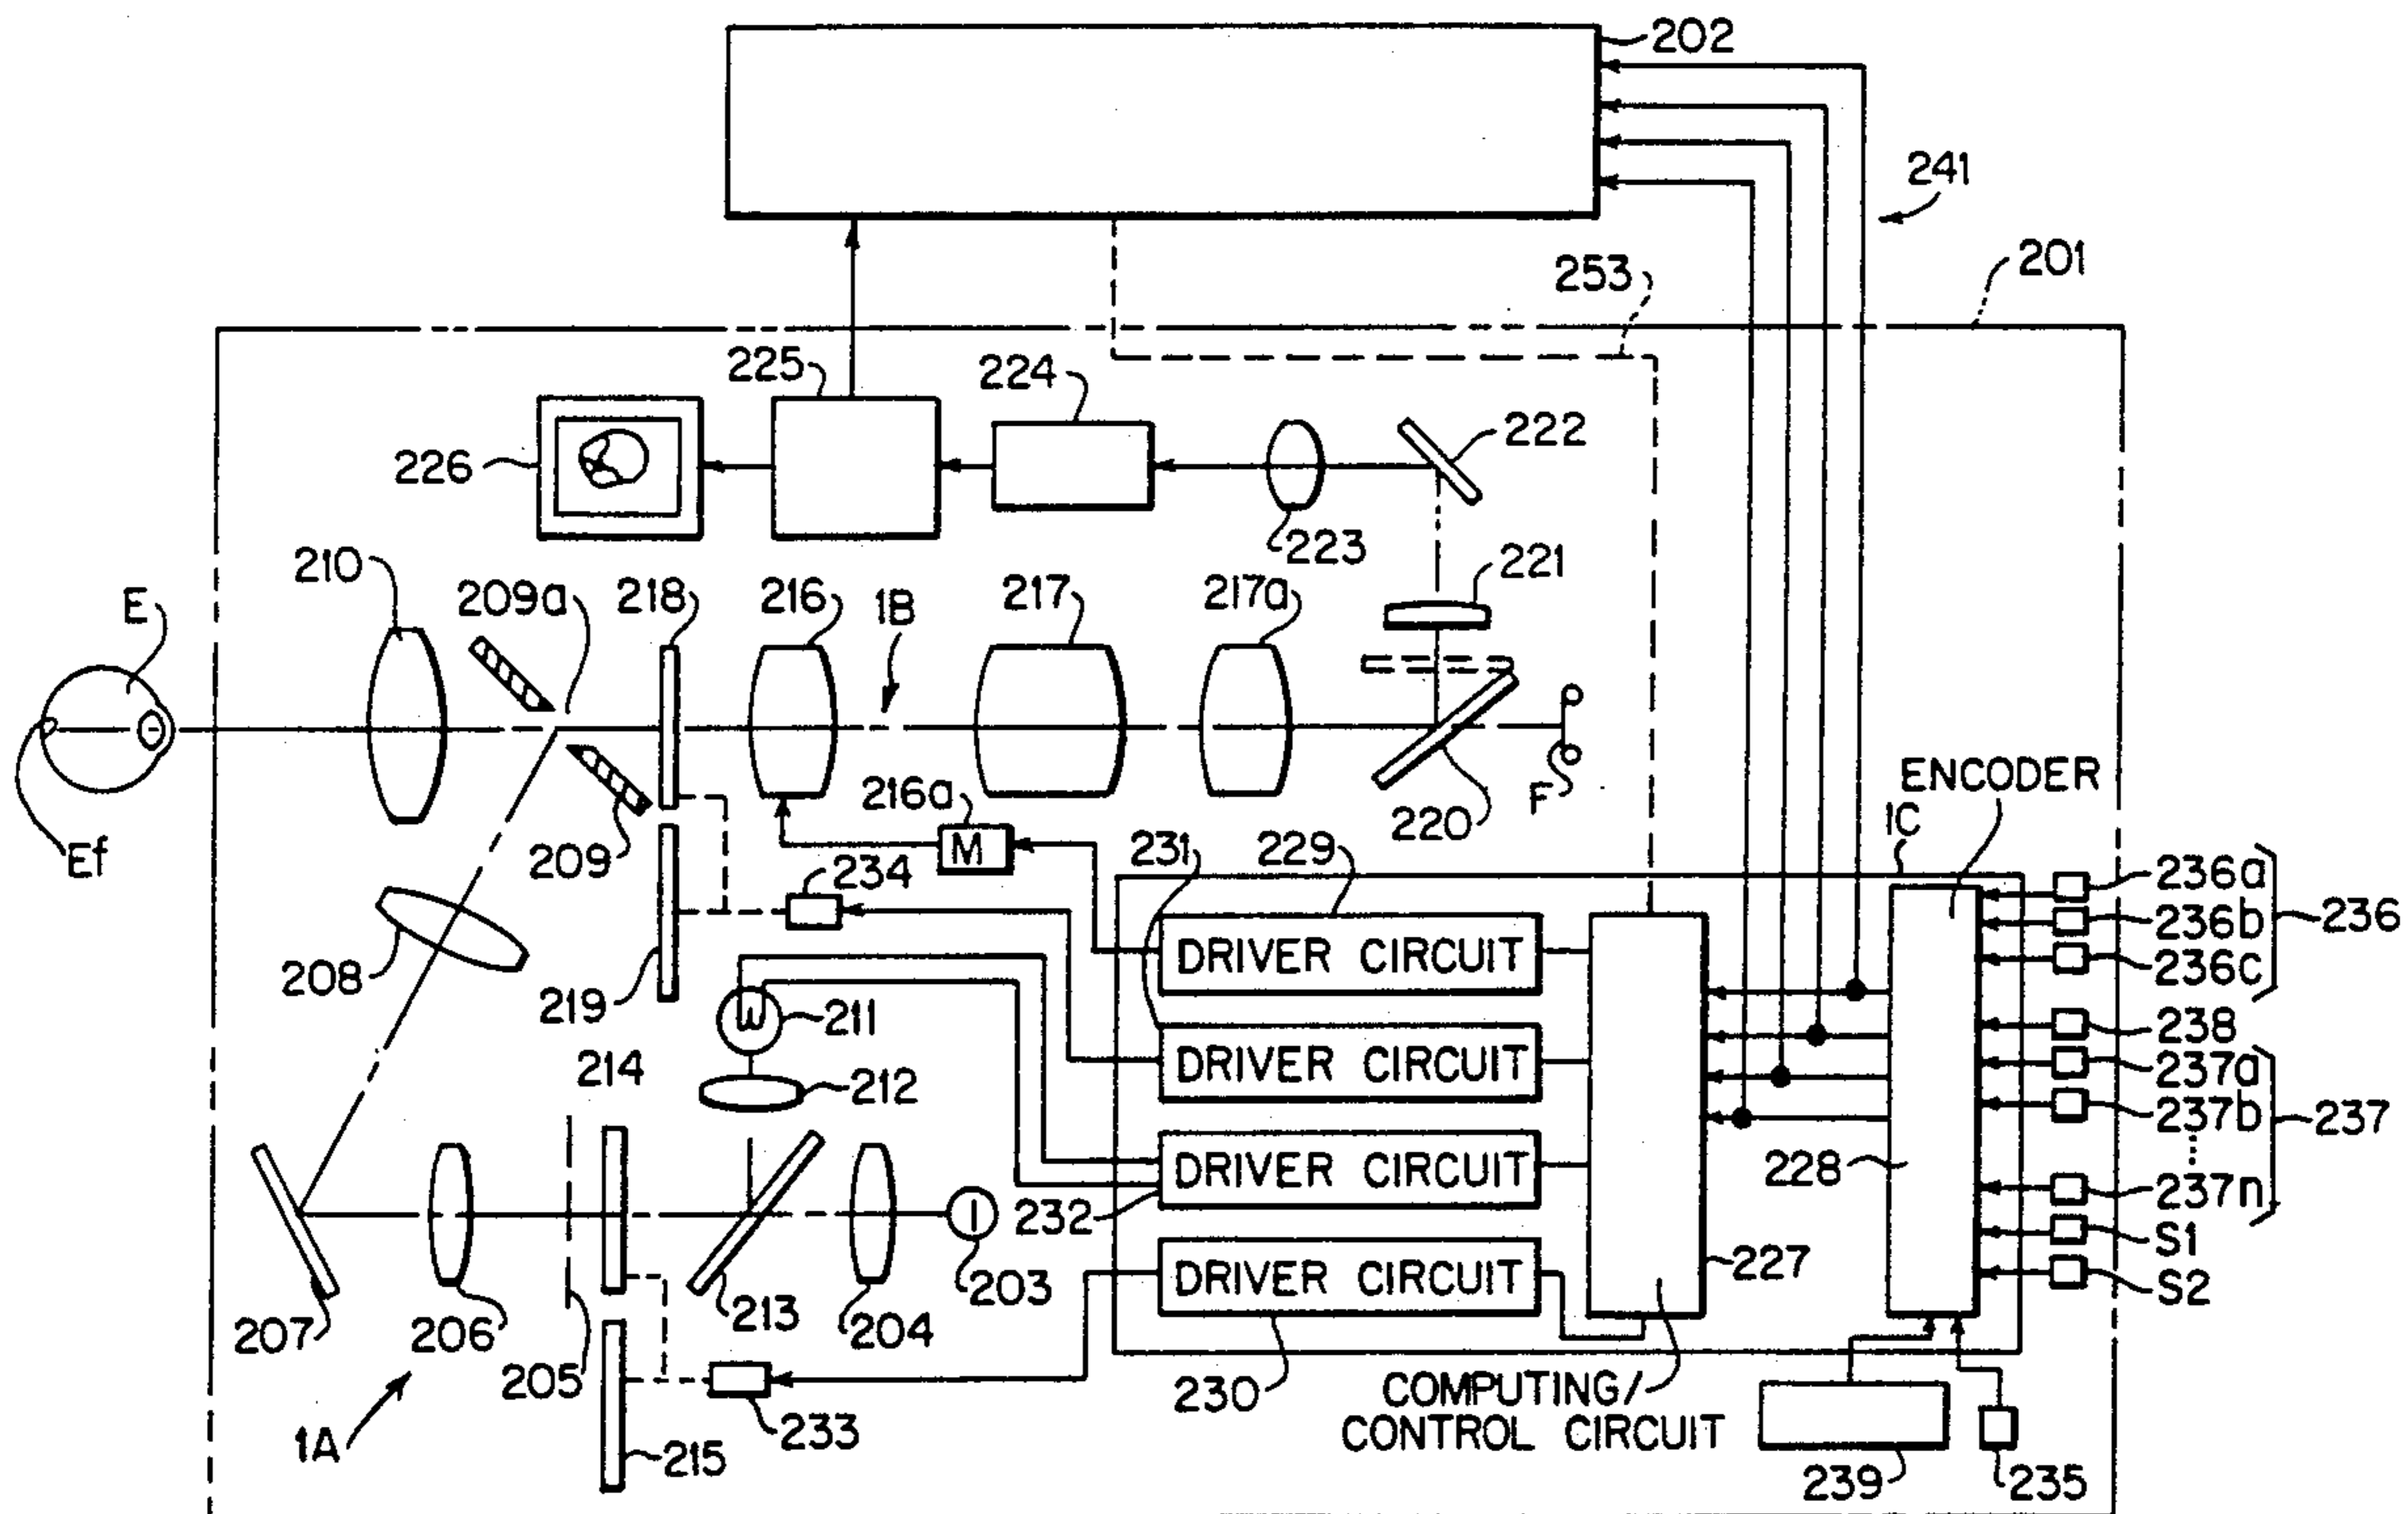 202
241
201
253
225
224
222
226
223
221
210
209a
218
216
1B
217
217a
E
Ef
209
216a
M
220
F
ENCODER
1C
231
229
234
236a
236b
236
236c
208
219
DRIVER CIRCUIT
211
238
237a
214
DRIVER CIRCUIT
212
237b
237
228
DRIVER CIRCUIT
232
237n
S1
203
DRIVER CIRCUIT
227
S2
207
206
205
213
204
230
COMPUTING/
CONTROL CIRCUIT
1A
215
233
239
235